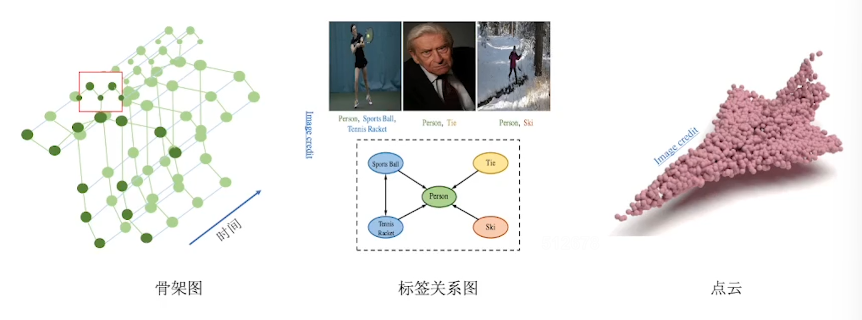 时间
骨架图
Image credit
Person, Sports Ball,
Tennis Racket
Person, Tie
Person, Ski
Sports Ball
Tie
Person
Tennis
Racket
Ski
标签关系图
Image credit
点云